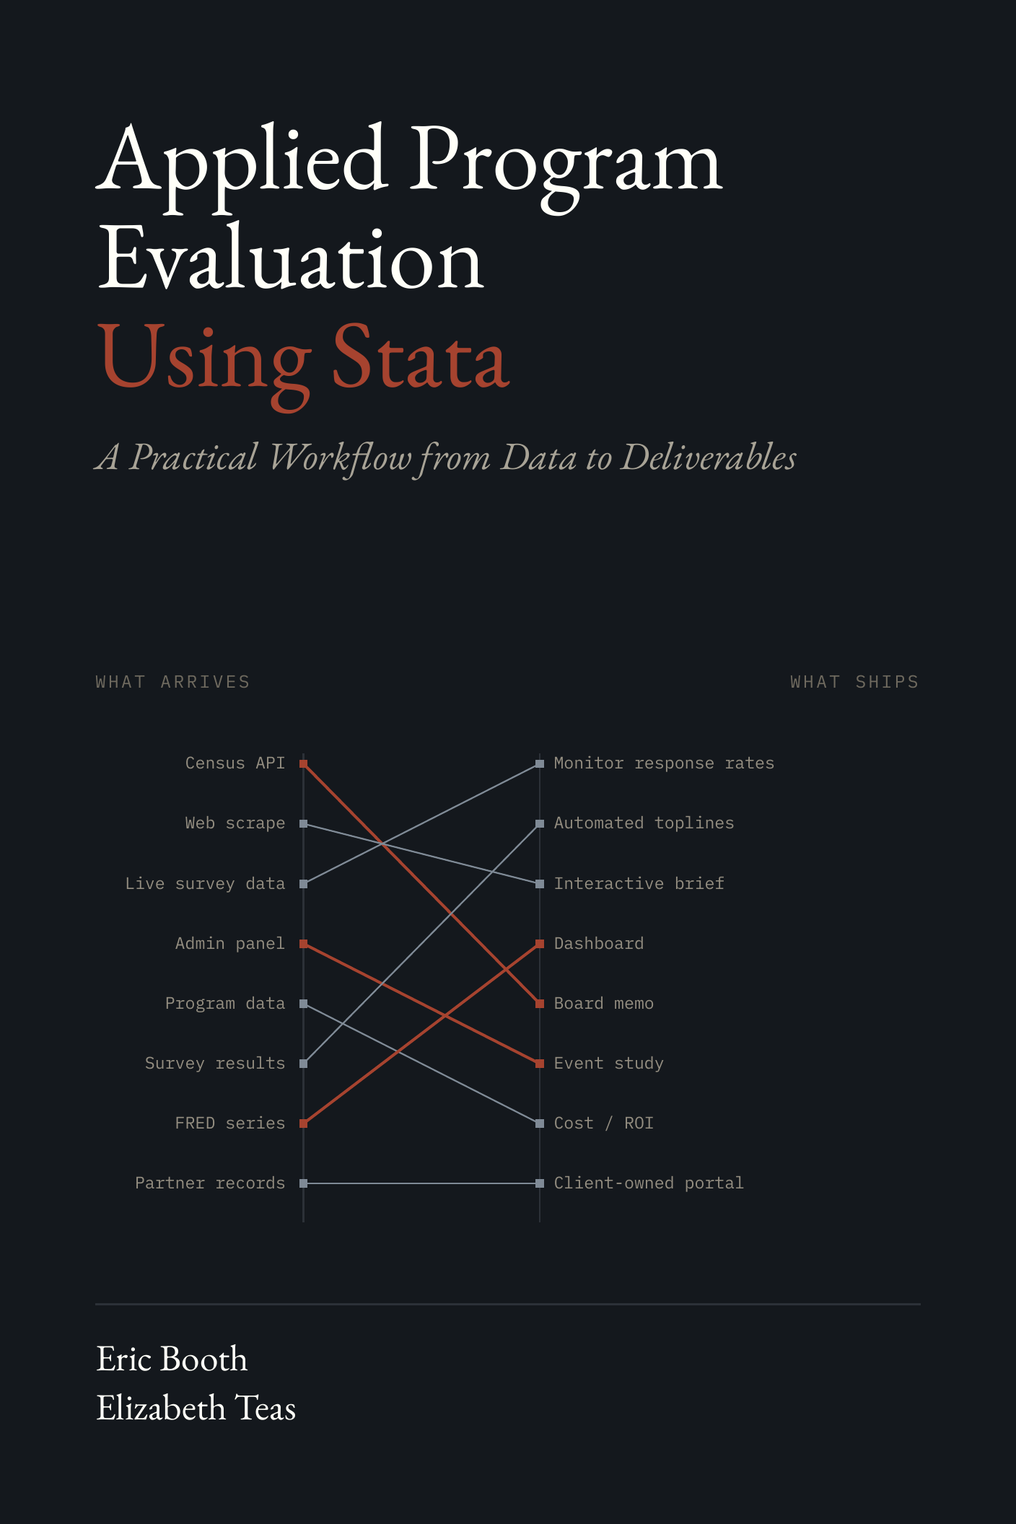 Applied Program
Evaluation
Using Stata
A Practical Workflow from Data to Deliverables
WHAT ARRIVES
WHAT SHIPS
Census API
Monitor response rates
Web scrape
Automated toplines
Live survey data
Interactive brief
Admin panel
Dashboard
Program data
Board memo
Survey results
Event study
FRED series
Cost / ROI
Partner records
Client-owned portal
Eric Booth
Elizabeth Teas